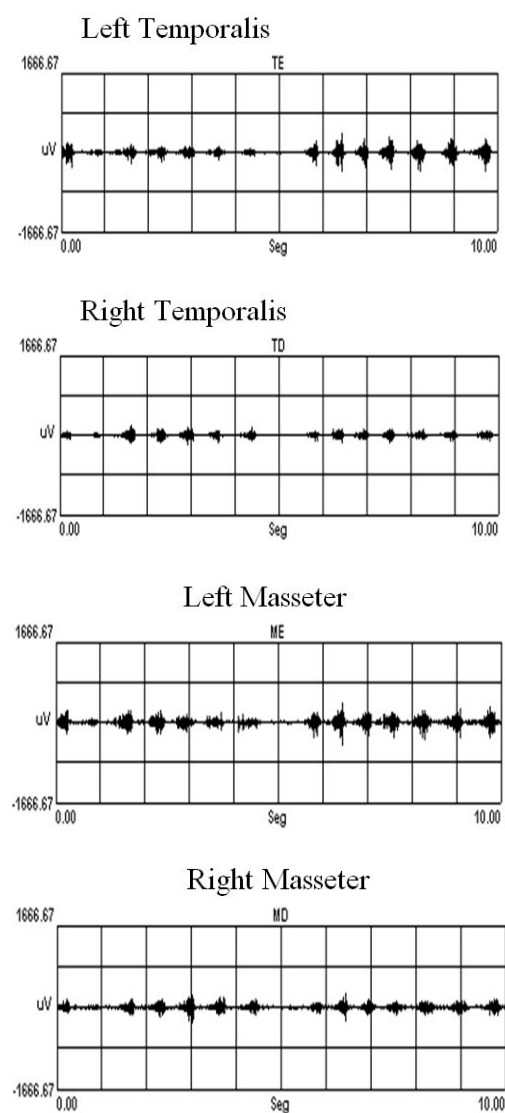 Left Temporalis
1666.67 TE
uV
-1666.67
0.00 Seg 10.00
Right Temporalis
1666.67 TD
uV
-1666.67
0.00 Seg 10.00
Left Masseter
1666.67 ME
uV
-1666.67
0.00 Seg 10.00
Right Masseter
1666.67 MD
uV
-1666.67
0.00 Seg 10.00